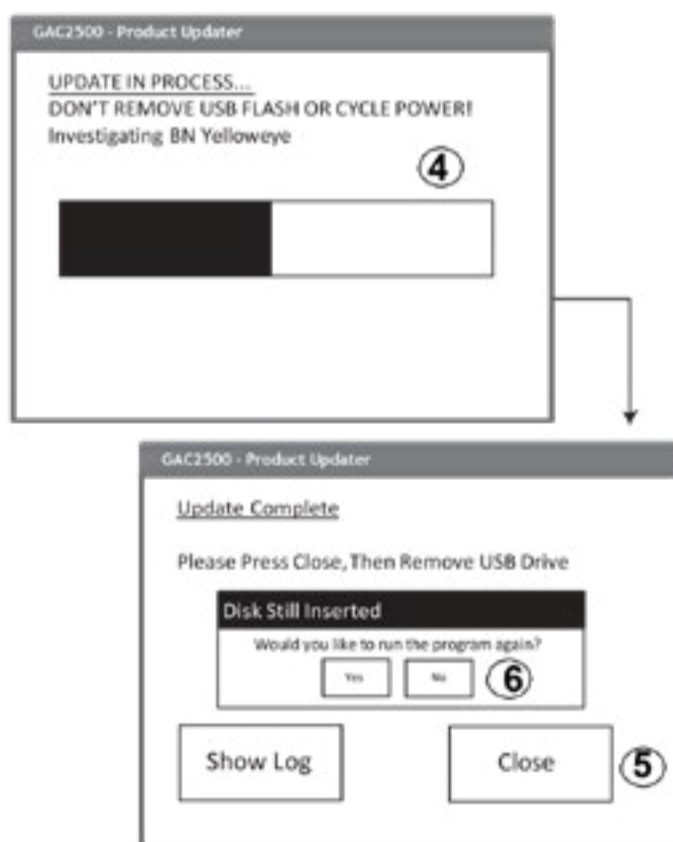 GAC2500 - Product Updater
UPDATE IN PROCESS...
DON'T REMOVE USB FLASH OR CYCLE POWER!
Investigating BN Yelloweye
4
GAC2500 - Product Updater
Update Complete
Please Press Close, Then Remove USB Drive
Disk Still Inserted
Would you like to run the program again?
Yes No 6
Show Log Close 5